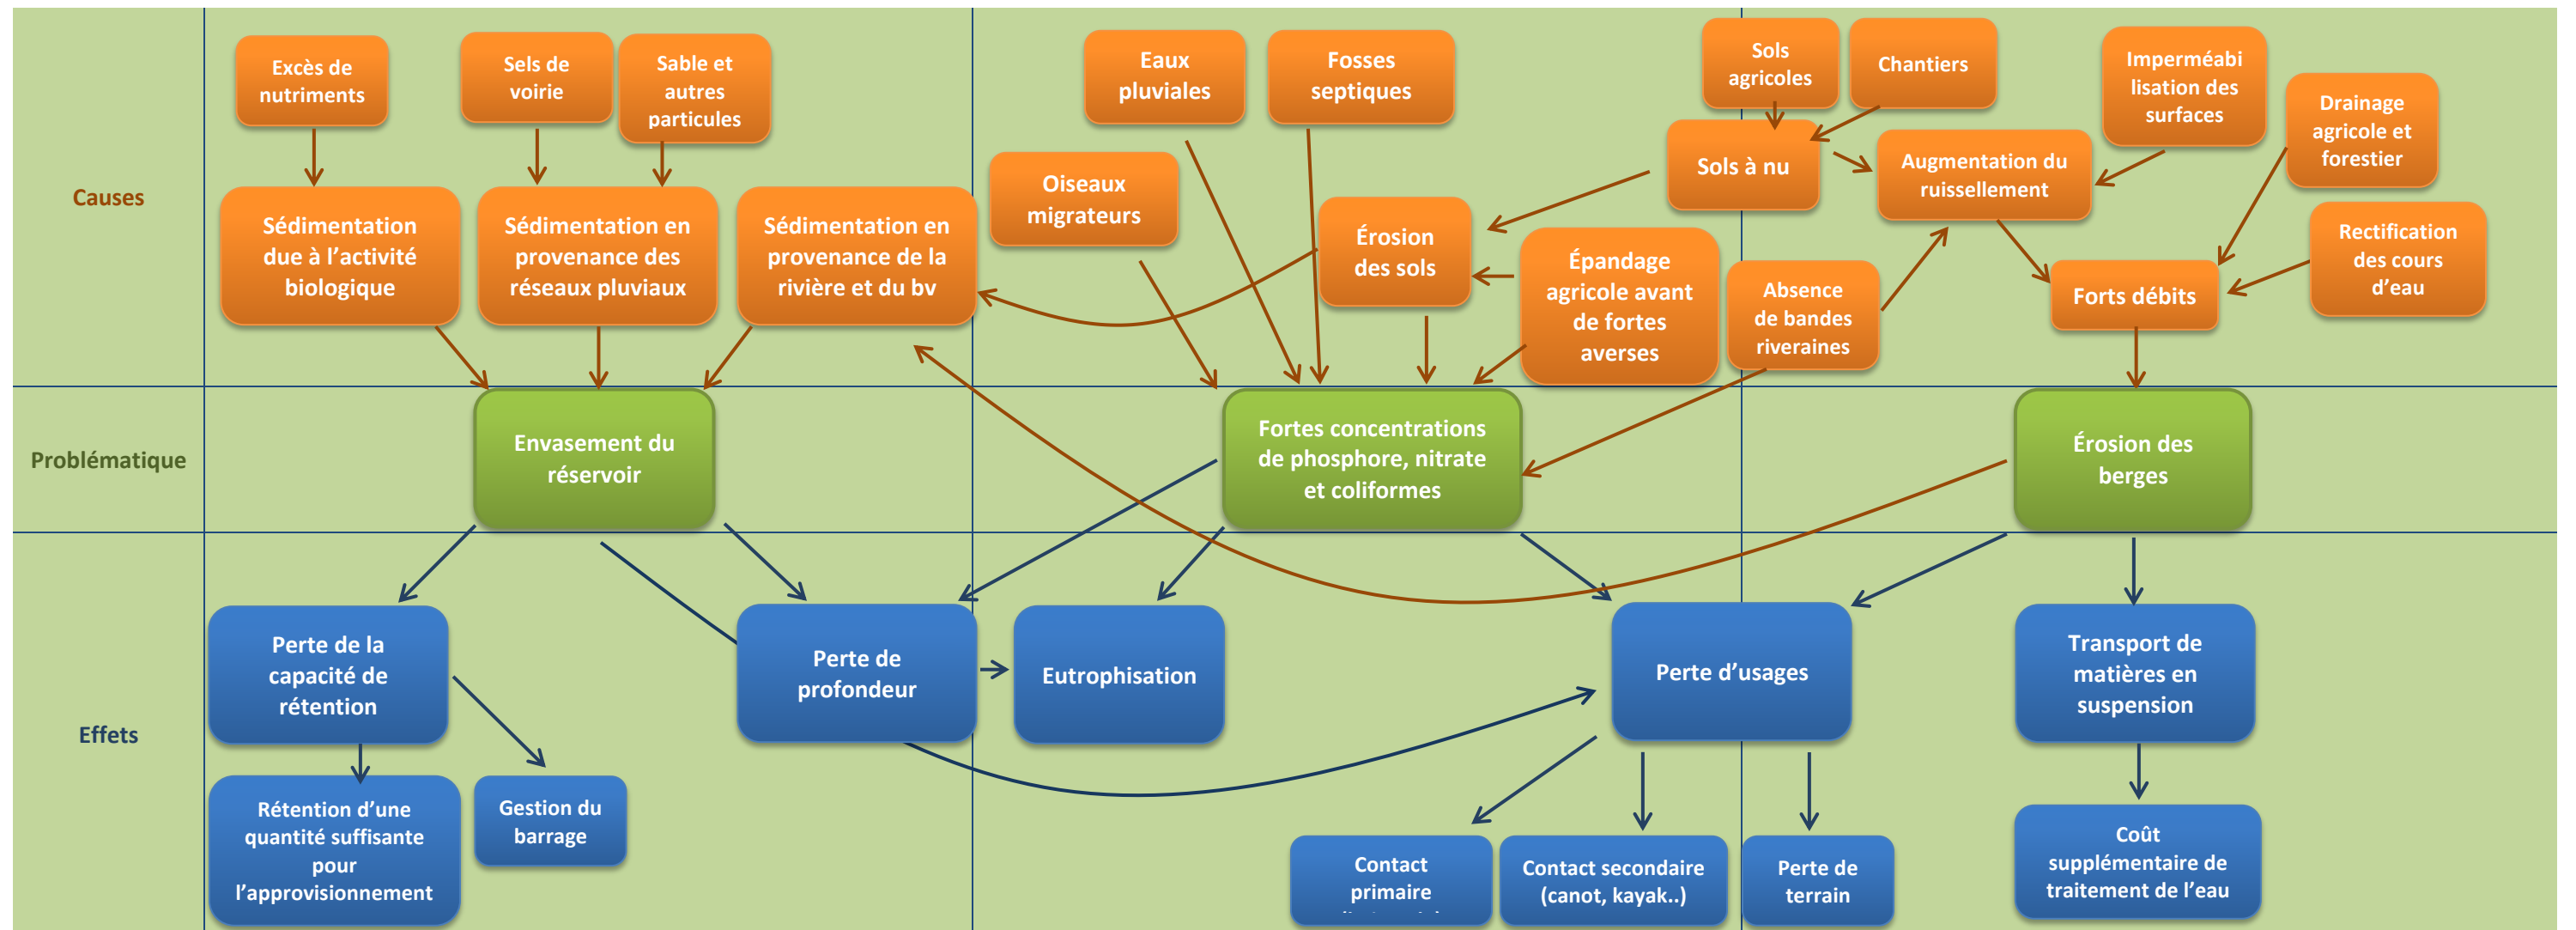 Causes
Excès de
nutriments
Sels de
voirie
Sable et
autres
particules
Eaux
pluviales
Fosses
septiques
Sols
agricoles
Chantiers
Imperméabi
lisation des
surfaces
Drainage
agricole et
forestier
Oiseaux
migrateurs
Sols à nu
Augmentation du
ruissellement
Sédimentation
due à l’activité
biologique
Sédimentation en
provenance des
réseaux pluviaux
Sédimentation en
provenance de la
rivière et du bv
Érosion
des sols
Épandage
agricole avant
de fortes
averses
Absence
de bandes
riveraines
Forts débits
Rectification
des cours
d’eau
Problématique
Envasement du
réservoir
Fortes concentrations
de phosphore, nitrate
et coliformes
Érosion des
berges
Effets
Perte de la
capacité de
rétention
Perte de
profondeur
Eutrophisation
Perte d’usages
Transport de
matières en
suspension
Rétention d’une
quantité suffisante
pour
l’approvisionnement
Gestion du
barrage
Contact
primaire
Contact secondaire
(canot, kayak..)
Perte de
terrain
Coût
supplémentaire de
traitement de l’eau